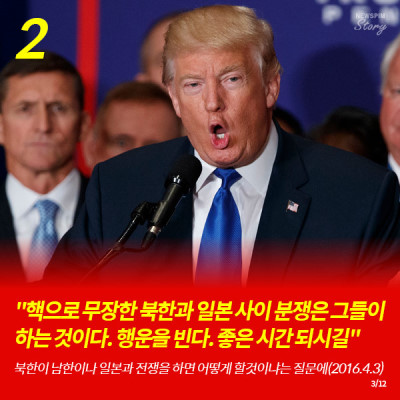 NEWSPIM
Story
2
P E N
"핵으로 무장한 북한과 일본 사이 분쟁은 그들이
하는 것이다. 행운을 빈다. 좋은 시간 되시길"
북한이 남한이나 일본과 전쟁을 하면 어떻게 할것이냐는 질문에(2016.4.3)
3/12